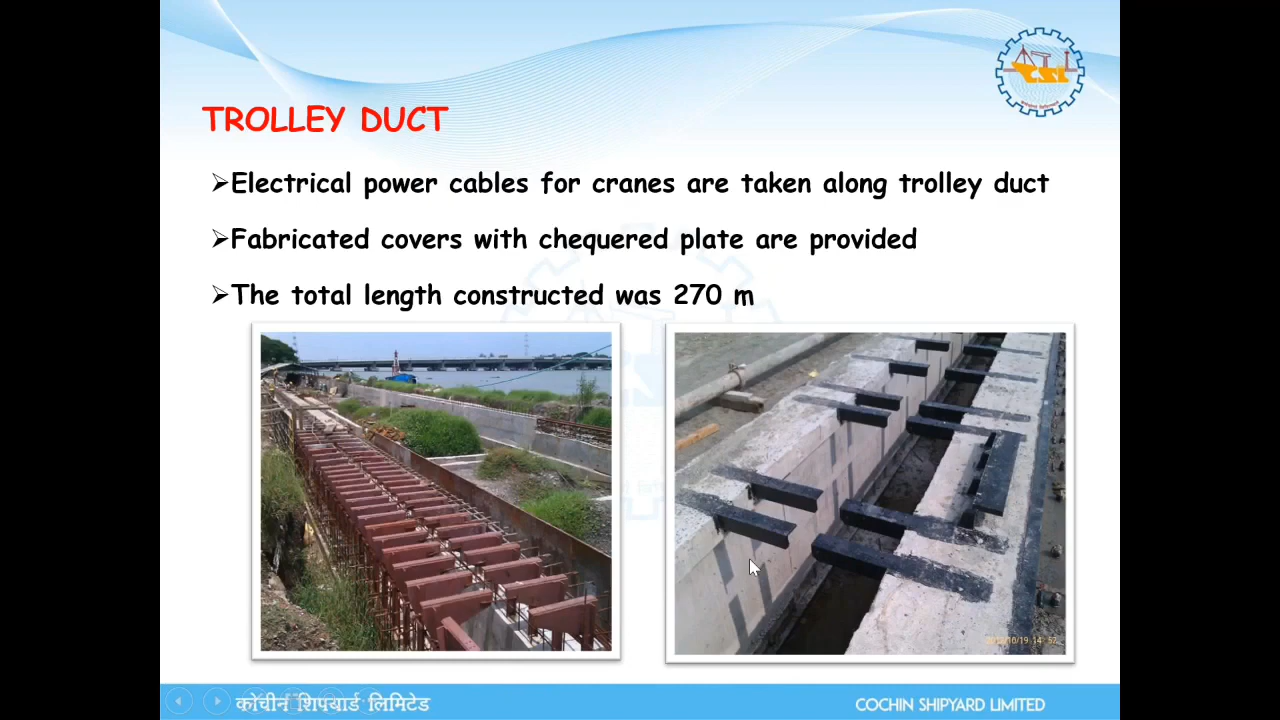 CSL
TROLLEY DUCT
➢Electrical power cables for cranes are taken along trolley duct
➢Fabricated covers with chequered plate are provided
➢The total length constructed was 270 m
कोचीन शिपयार्ड लिमिटेड
COCHIN SHIPYARD LIMITED